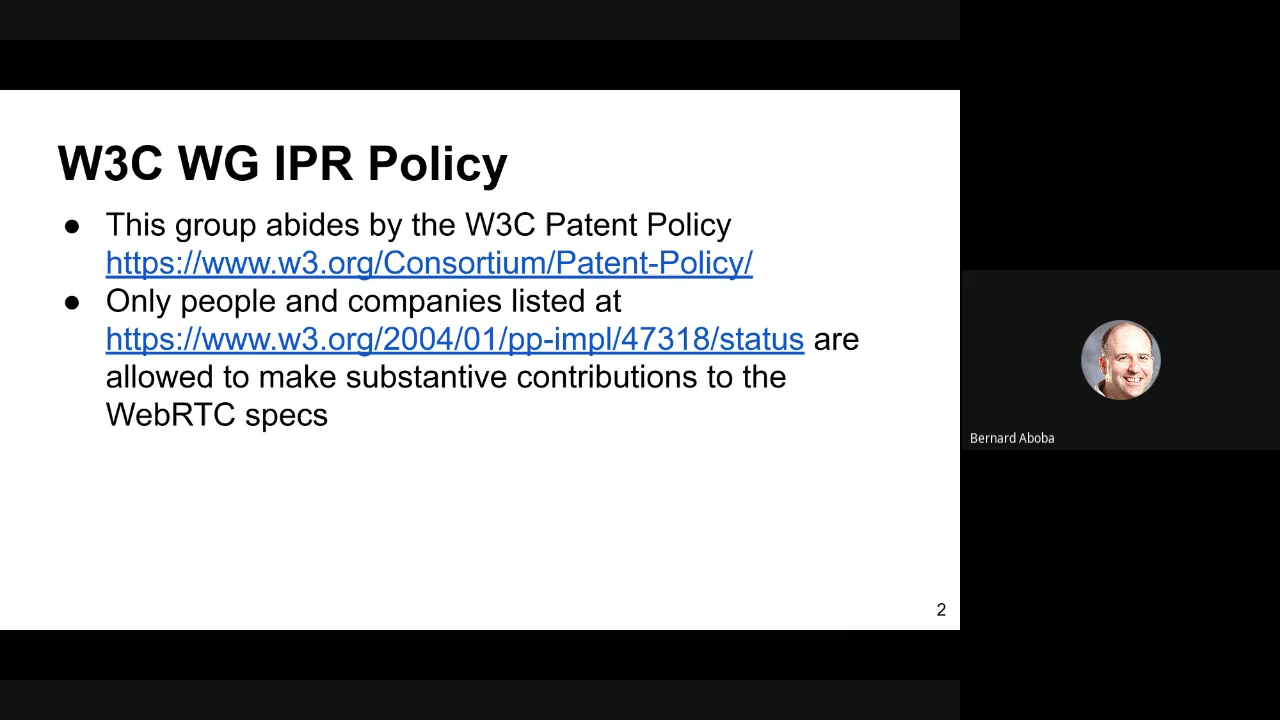 W3C WG IPR Policy
● This group abides by the W3C Patent Policy
https://www.w3.org/Consortium/Patent-Policy/
● Only people and companies listed at
https://www.w3.org/2004/01/pp-impl/47318/status are
allowed to make substantive contributions to the
WebRTC specs
2
Bernard Aboba